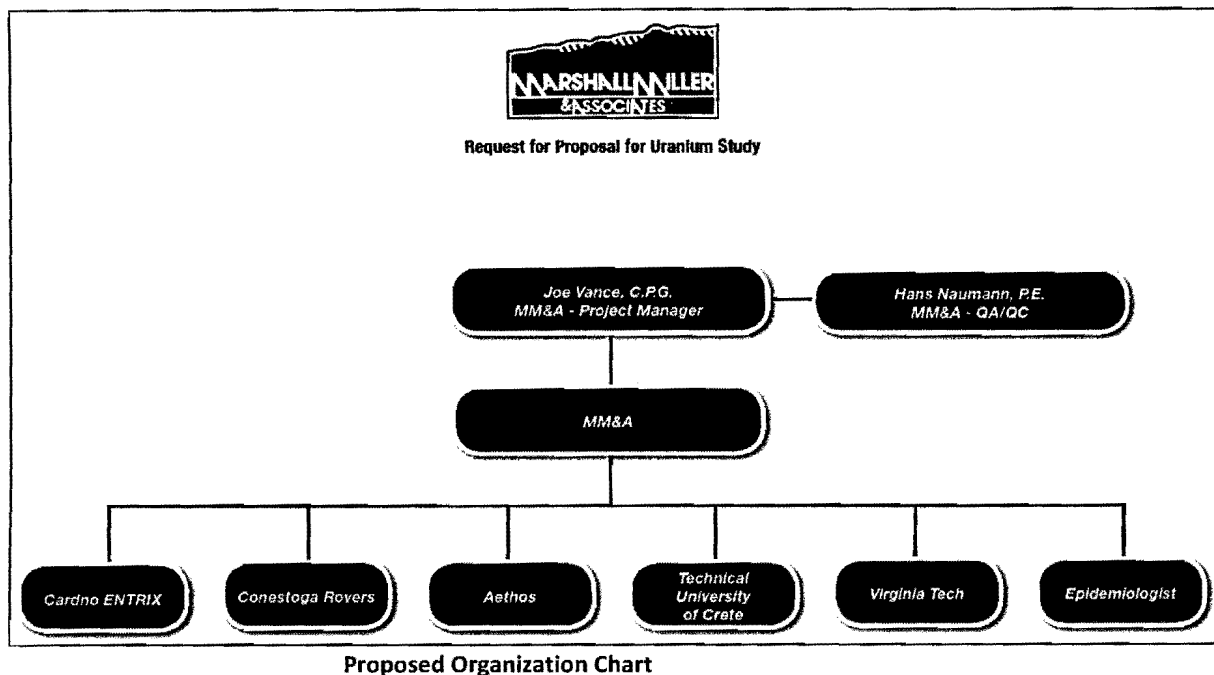 MARSHALL MILLER
& ASSOCIATES
Request for Proposal for Uranium Study
Joe Vance, C.P.G.
MM&A - Project Manager
Hans Naumann, P.E.
MM&A - QA/QC
MM&A
Cardno ENTRIX
Conestoga Rovers
Aethos
Technical
University
of Crete
Virginia Tech
Epidemiologist
Proposed Organization Chart